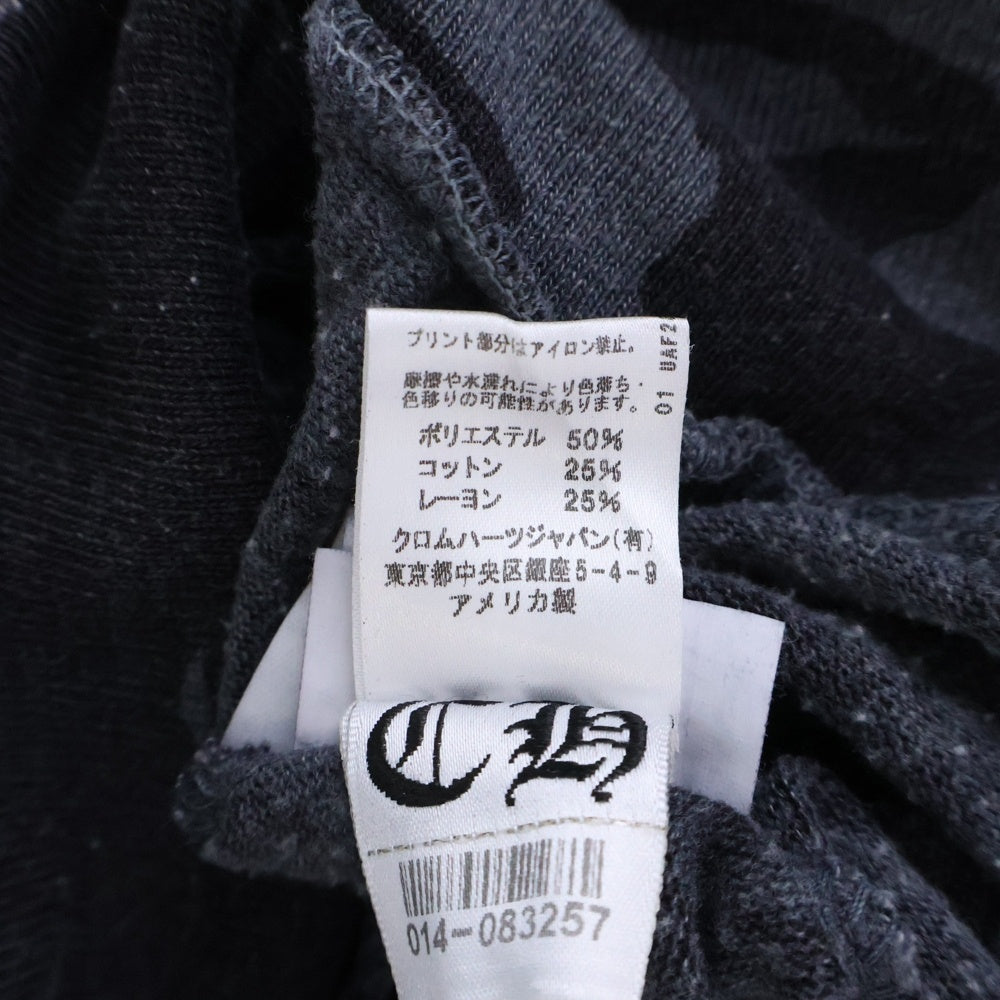 プリント部分はアイロン禁止。
摩擦や水濡れにより色落ち・
色移りの可能性があります。
ポリエステル 50%
コットン 25%
レーヨン 25%
クロムハーツジャパン(有)
東京都中央区銀座5-4-9
アメリカ製
01
CH
014-083257